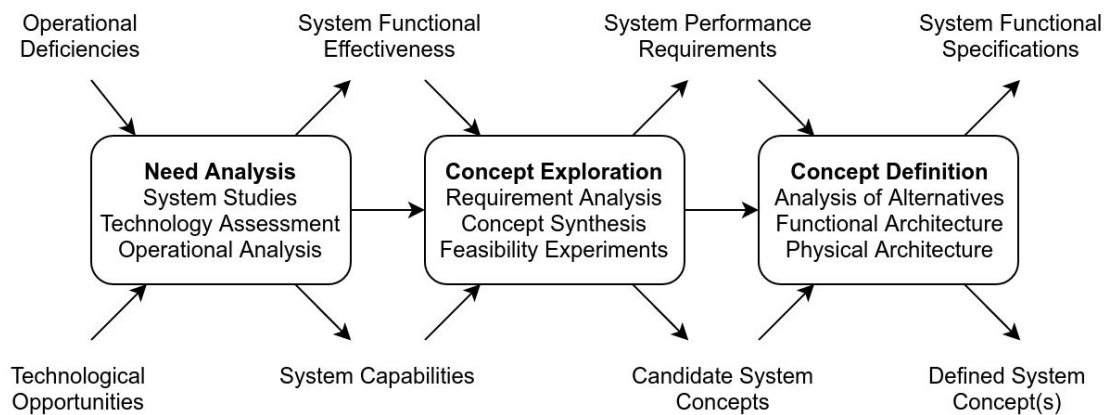 Operational
Deficiencies
System Functional
Effectiveness
System Performance
Requirements
System Functional
Specifications
Need Analysis
System Studies
Technology Assessment
Operational Analysis
Concept Exploration
Requirement Analysis
Concept Synthesis
Feasibility Experiments
Concept Definition
Analysis of Alternatives
Functional Architecture
Physical Architecture
Technological
Opportunities
System Capabilities
Candidate System
Concepts
Defined System
Concept(s)